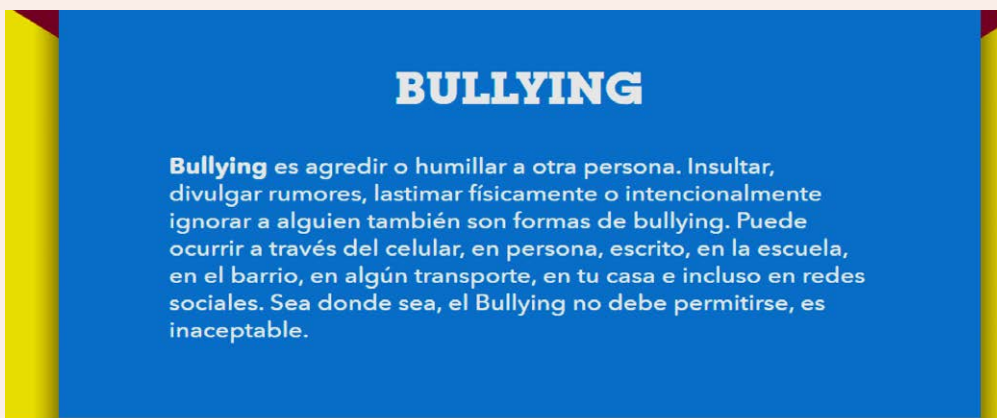 BULLYING
Bullying es agredir o humillar a otra persona. Insultar,
divulgar rumores, lastimar físicamente o intencionalmente
ignorar a alguien también son formas de bullying. Puede
ocurrir a través del celular, en persona, escrito, en la escuela,
en el barrio, en algún transporte, en tu casa e incluso en redes
sociales. Sea donde sea, el Bullying no debe permitirse, es
inaceptable.